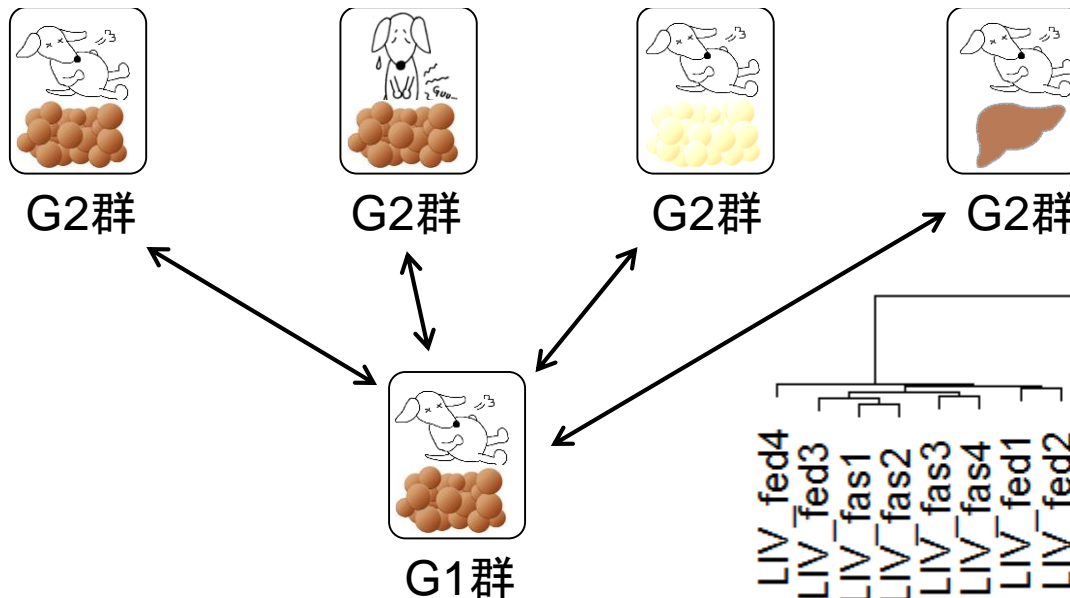 Guu...
G2群
G2群
G2群
G2群
G1群
LIV_fed4
LIV_fed3
LIV_fas1
LIV_fas2
LIV_fas3
LIV_fas4
LIV_fed1
LIV_fed2